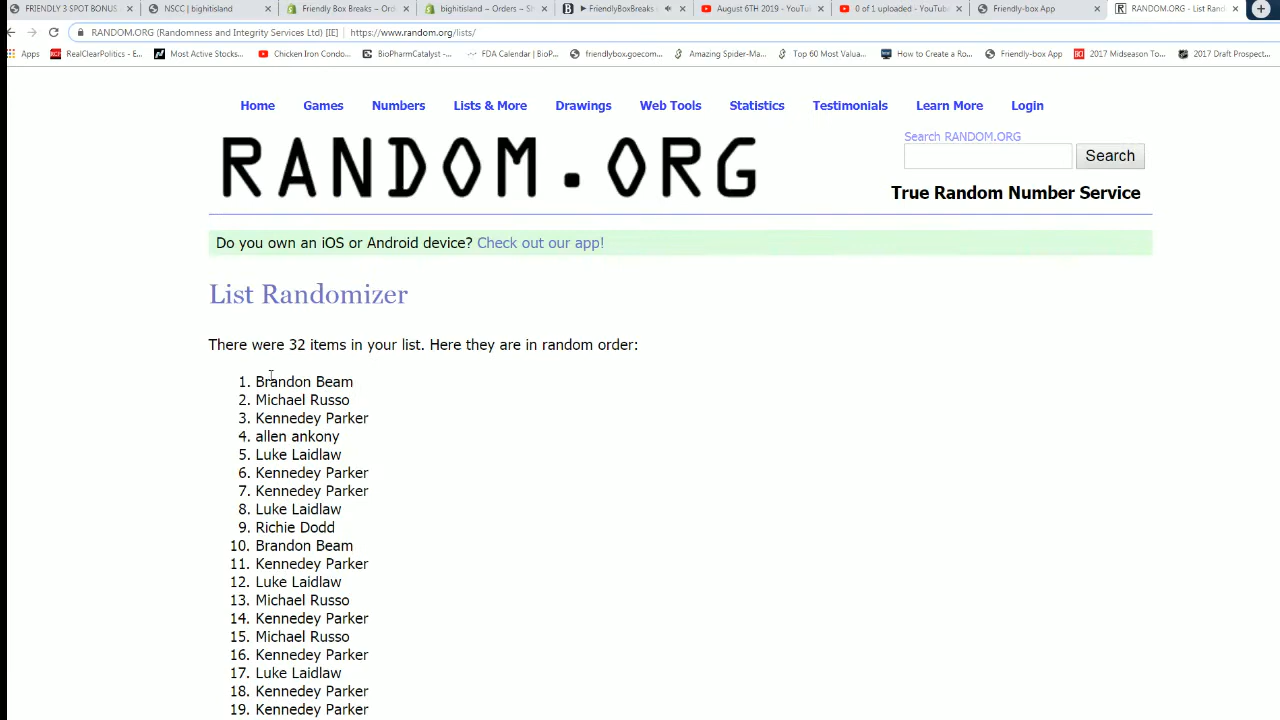 FRIENDLY 3 SPOT BONUS
NSCC | bighitisland
Friendly Box Breaks – Or
bighitisland – Orders – S
FriendlyBoxBreaks
August 6TH 2019 - YouTu
0 of 1 uploaded - YouTub
Friendly-box App
RANDOM.ORG - List Rand
RANDOM.ORG (Randomness and Integrity Services Ltd) [IE] | https://www.random.org/lists/
Apps
RealClearPolitics - E...
Most Active Stocks...
Chicken Iron Condo...
BioPharmCatalyst -...
FDA Calendar | BioP...
friendlyboxgoecom...
Amazing Spider-Ma...
Top 60 Most Valua...
How to Create a Ro...
Friendly-box App
2017 Midseason To...
2017 Draft Prospect...
Home Games Numbers Lists & More Drawings Web Tools Statistics Testimonials Learn More Login
Search RANDOM.ORG
RANDOM.ORG
Search
True Random Number Service
Do you own an iOS or Android device? Check out our app!
List Randomizer
There were 32 items in your list. Here they are in random order:
1. Brandon Beam
2. Michael Russo
3. Kennedey Parker
4. allen ankony
5. Luke Laidlaw
6. Kennedey Parker
7. Kennedey Parker
8. Luke Laidlaw
9. Richie Dodd
10. Brandon Beam
11. Kennedey Parker
12. Luke Laidlaw
13. Michael Russo
14. Kennedey Parker
15. Michael Russo
16. Kennedey Parker
17. Luke Laidlaw
18. Kennedey Parker
19. Kennedey Parker